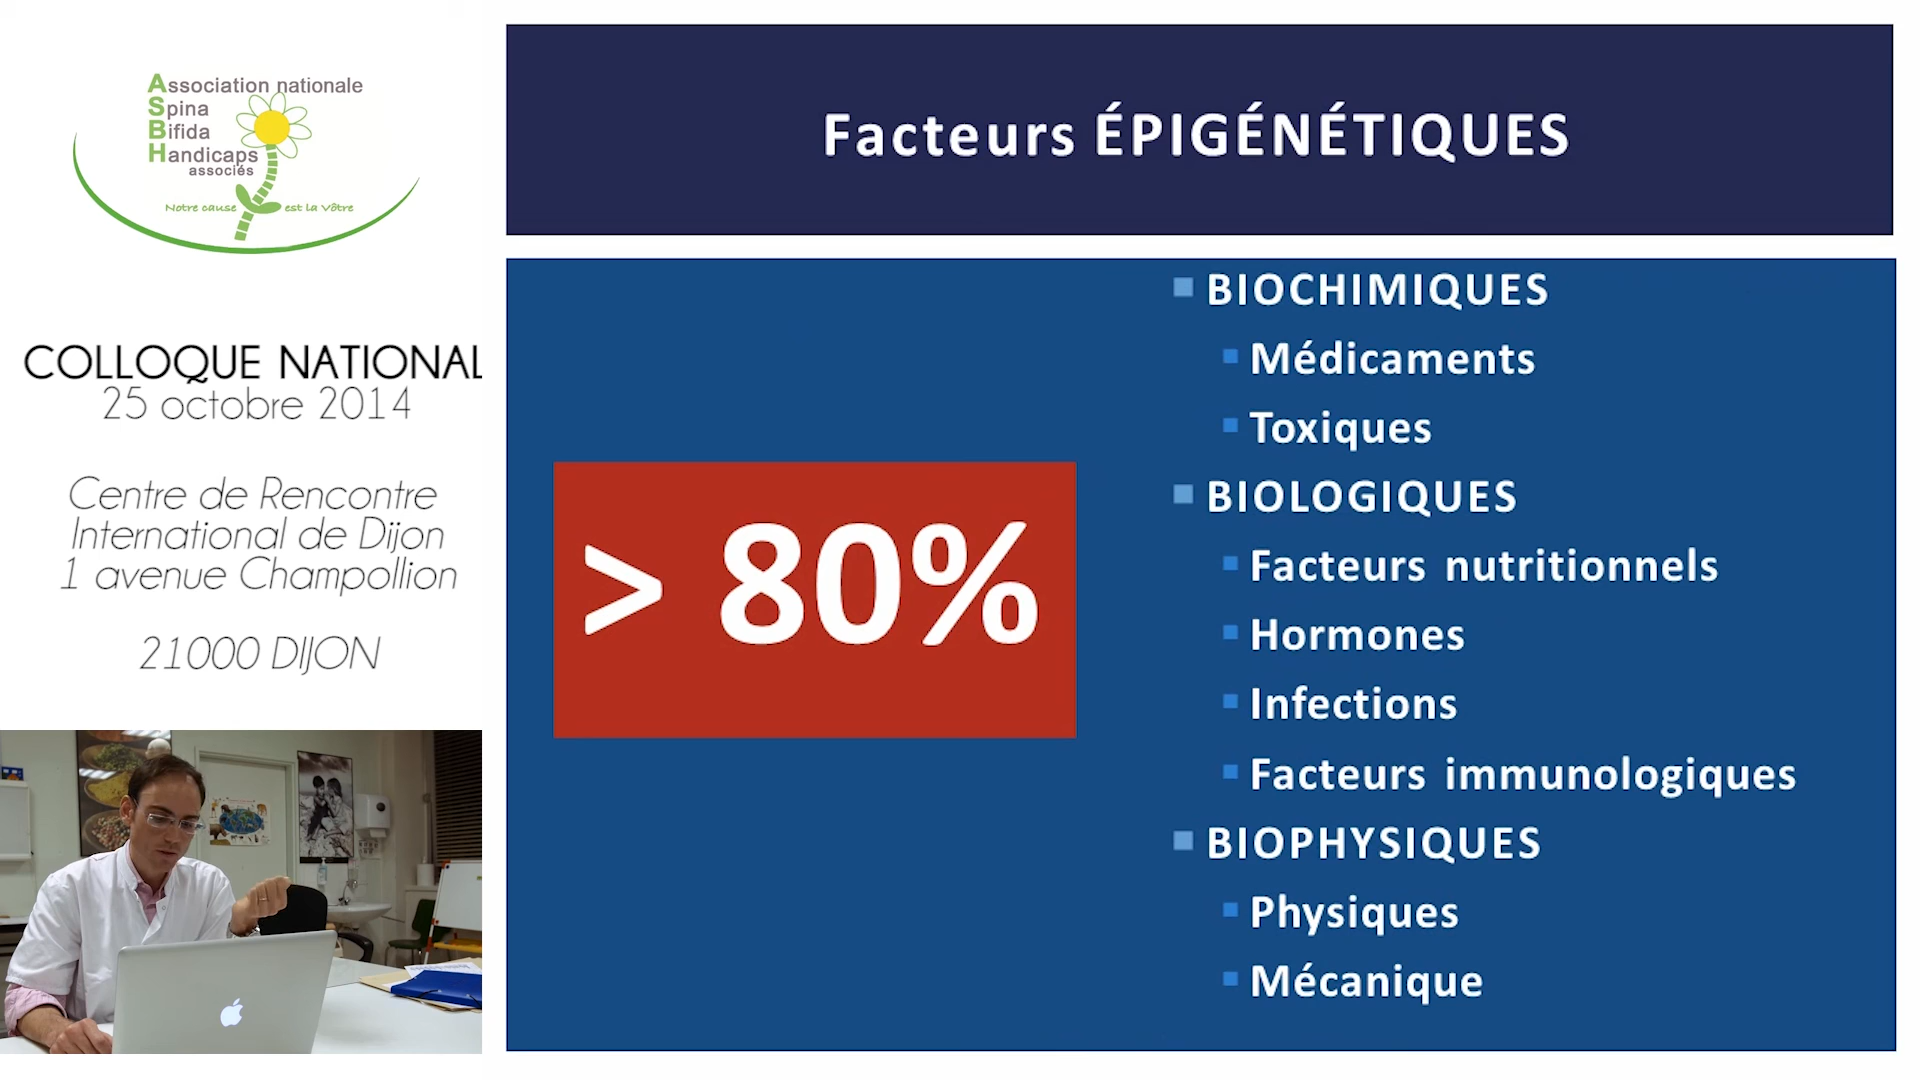 Association nationale
Spina
Bifida
Handicaps
associés
Notre cause est la Vôtre
COLLOQUE NATIONAL
25 octobre 2014
Centre de Rencontre
International de Dijon
1 avenue Champollion
21000 DIJON
Facteurs ÉPIGÉNÉTIQUES
> 80%
BIOCHIMIQUES
Médicaments
Toxiques
BIOLOGIQUES
Facteurs nutritionnels
Hormones
Infections
Facteurs immunologiques
BIOPHYSIQUES
Physiques
Mécanique